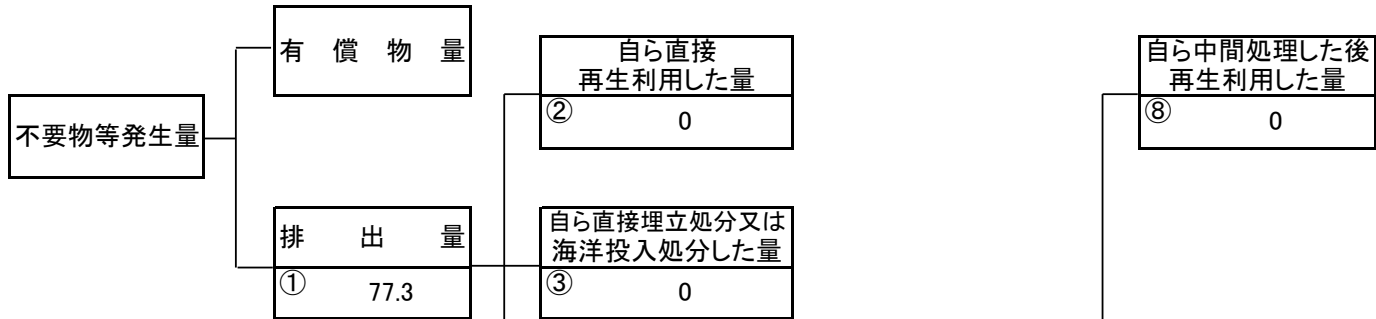 有償物量
自ら直接
再生利用した量
② 0
自ら中間処理した後
再生利用した量
⑧ 0
不要物等発生量
排出量
① 77.3
自ら直接埋立処分又は
海洋投入処分した量
③ 0